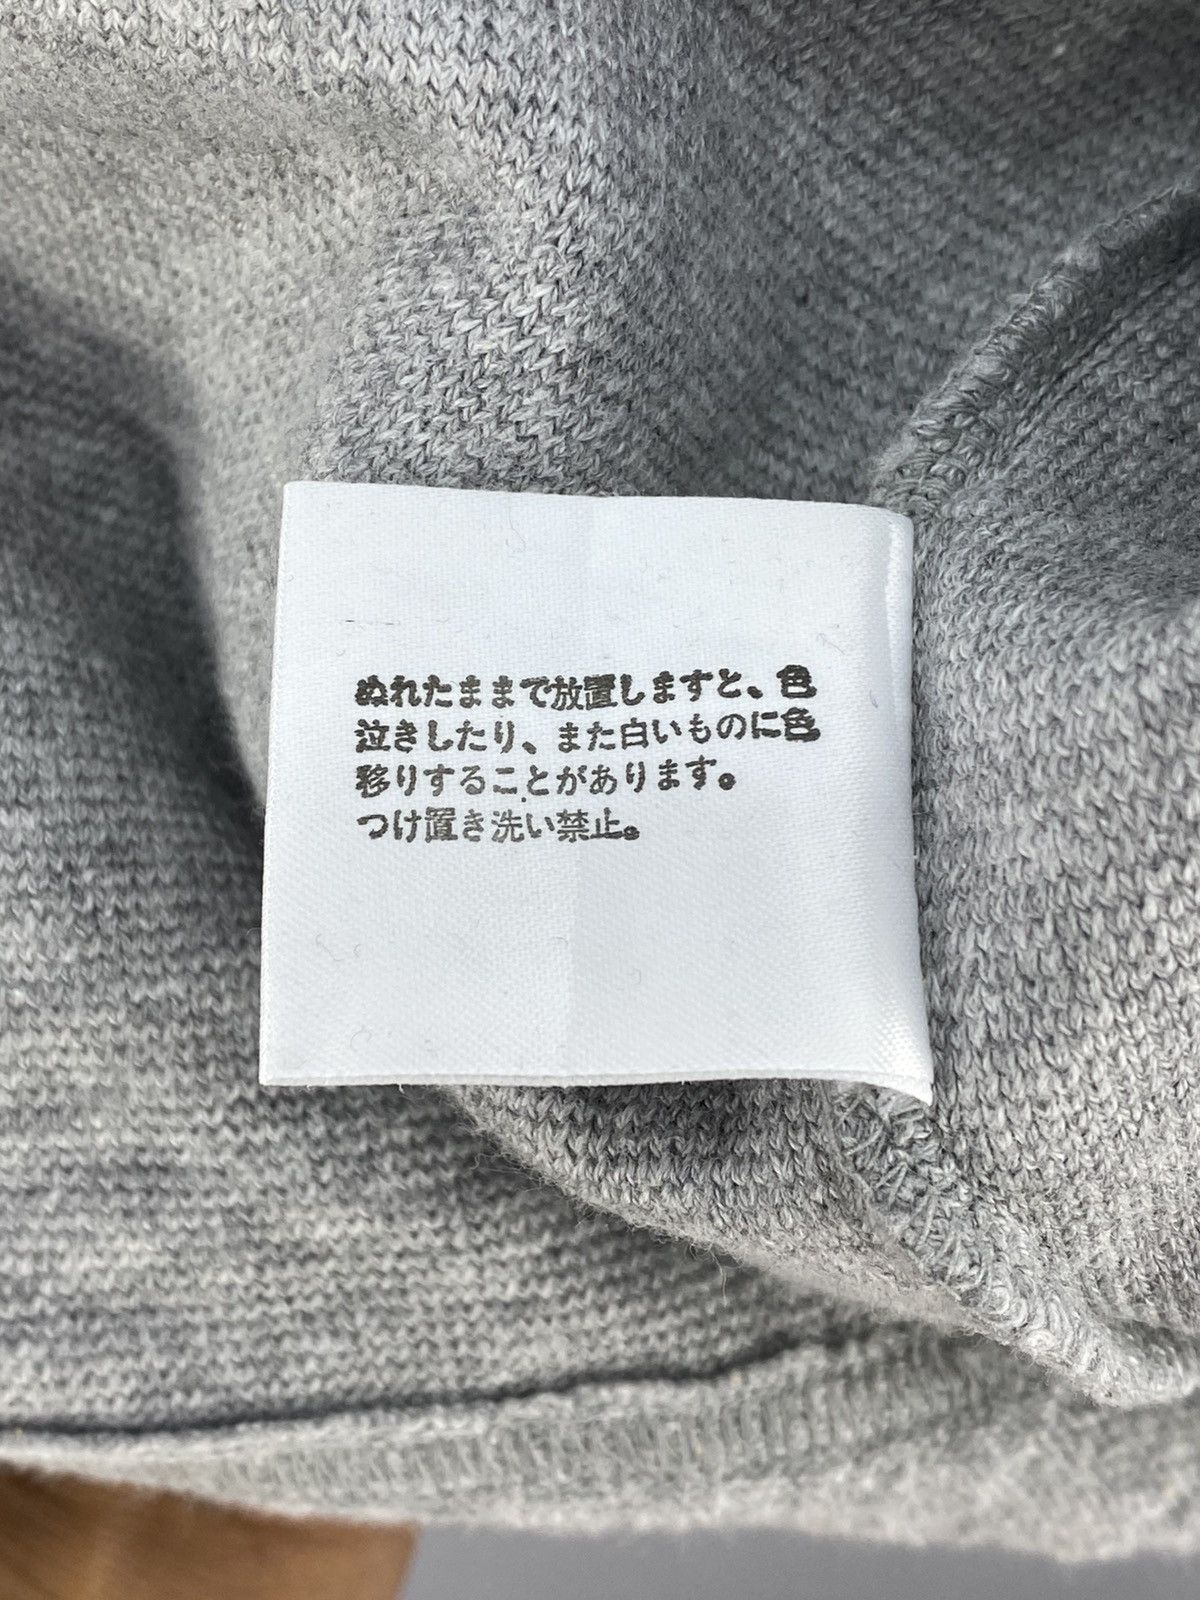 ぬれたままで放置しますと、色
泣きしたり、また白いものに色
移りすることがあります。
つけ置き洗い禁止。